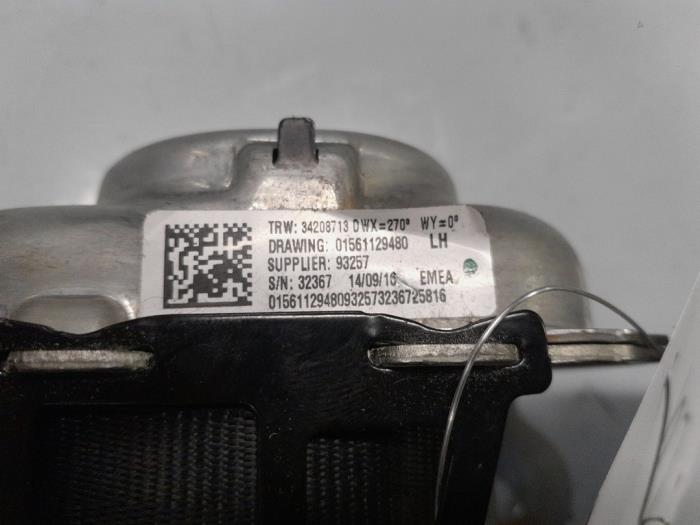 TRW: 34208713 DWX=270° WY=0°
DRAWING: 01561129480 LH
SUPPLIER: 93257
S/N: 32367 14/09/16 EMEA
01561129480932573236725816